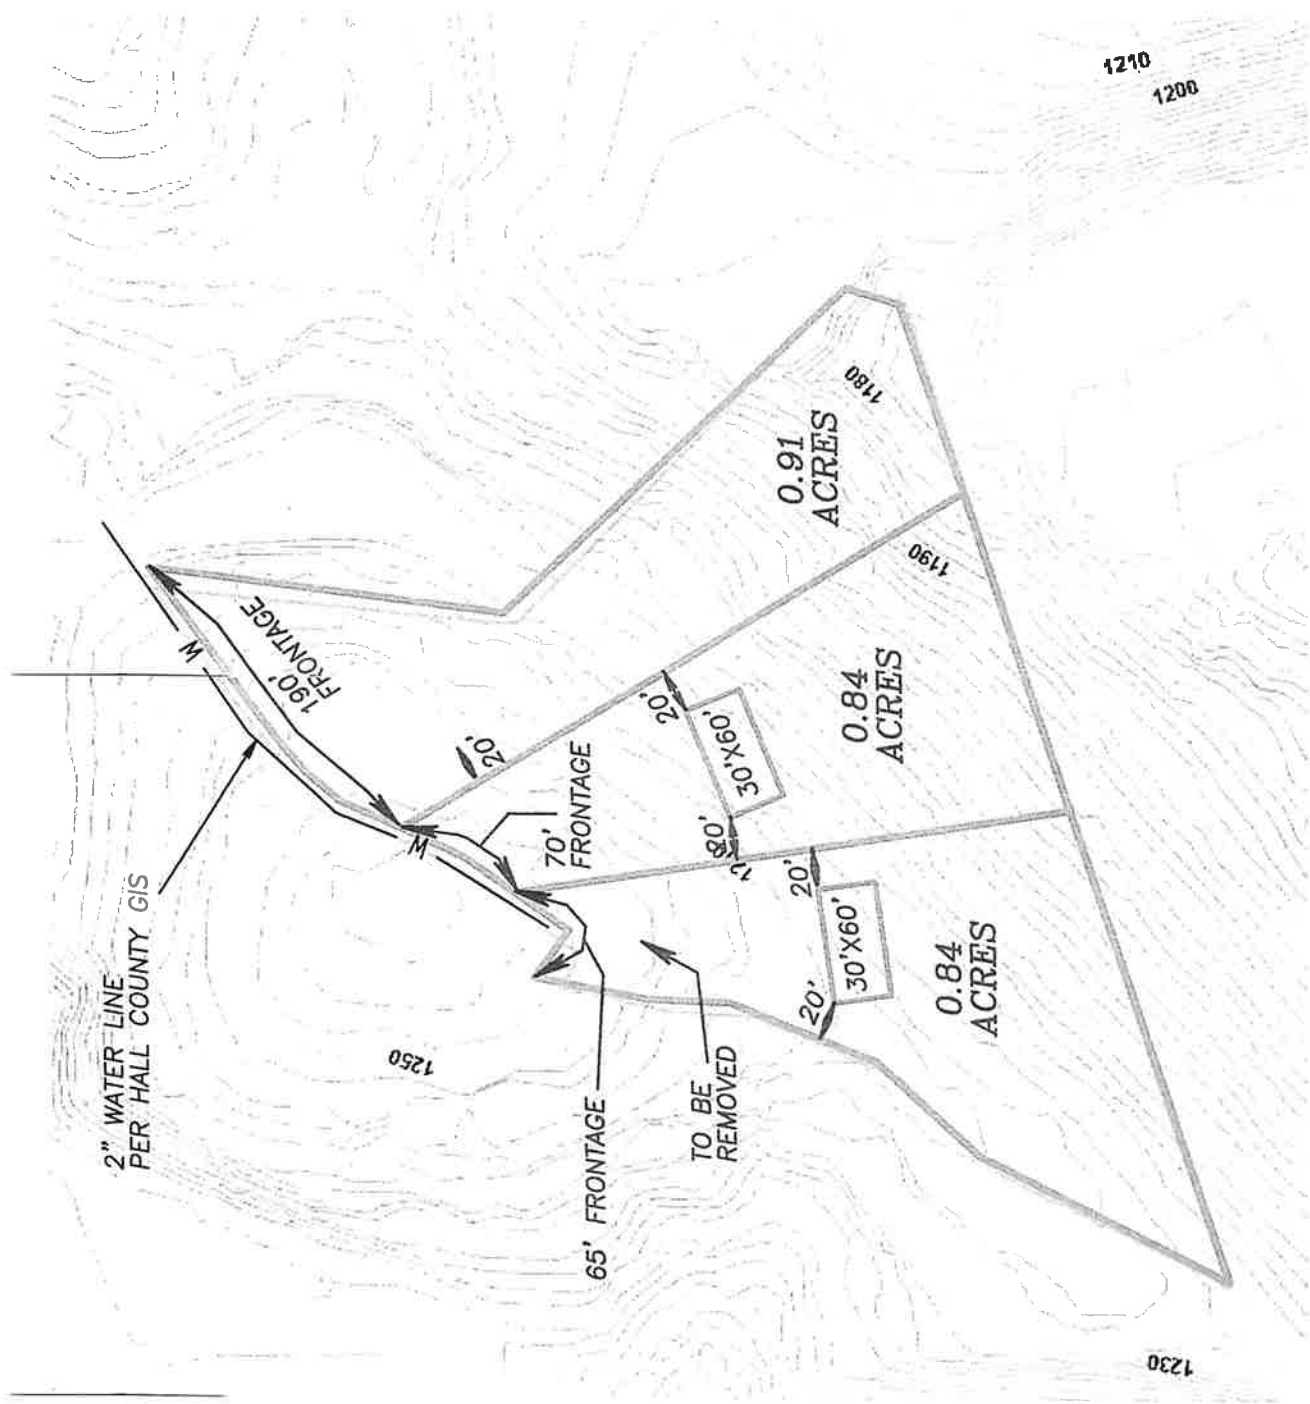 1210
1200
2" WATER LINE
PER HALL COUNTY GIS
W
190'
FRONTAGE
W
70'
FRONTAGE
65' FRONTAGE
TO BE
REMOVED
20'
20'
30'X60'
20'
20'
30'X60'
20'
0.91
ACRES
0.84
ACRES
0.84
ACRES
1180
1190
1250
1230